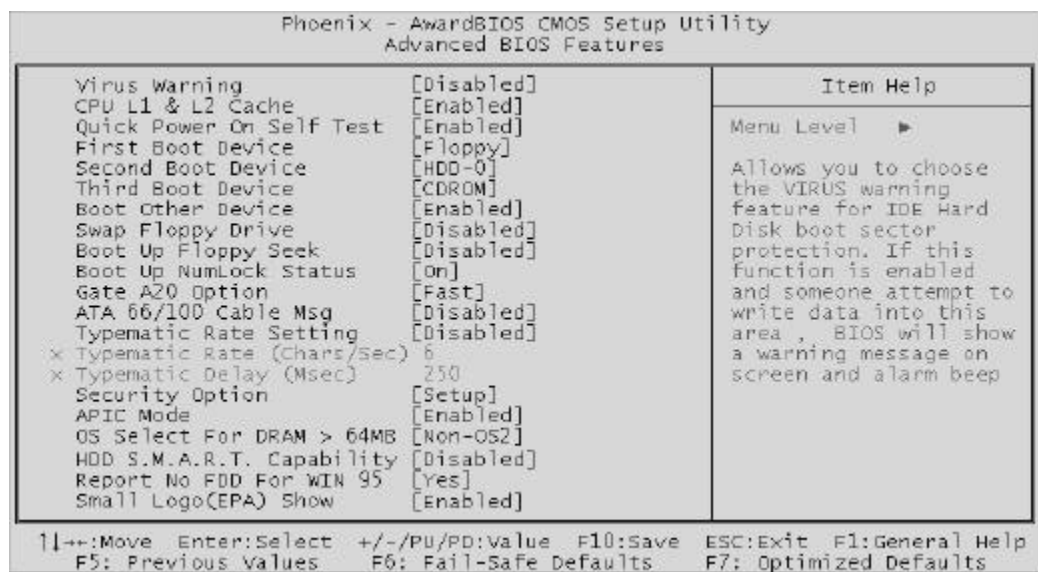 Phoenix - AwardBIOS CMOS Setup Utility
Advanced BIOS Features
Virus Warning [Disabled]
CPU L1 & L2 Cache [Enabled]
Quick Power On Self Test [Enabled]
First Boot Device [Floppy]
Second Boot Device [HDD-0]
Third Boot Device [CDROM]
Boot Other Device [Enabled]
Swap Floppy Drive [Disabled]
Boot Up Floppy Seek [Disabled]
Boot Up NumLock Status [On]
Gate A20 Option [Fast]
ATA 66/100 Cable Msg [Disabled]
Typematic Rate Setting [Disabled]
x Typematic Rate (Chars/Sec) 6
x Typematic Delay (Msec) 250
Security Option [Setup]
APIC Mode [Enabled]
OS Select For DRAM > 64MB [Non-OS2]
HDD S.M.A.R.T. Capability [Disabled]
Report No FDD For WIN 95 [Yes]
Small Logo(EPA) Show [Enabled]
Item Help
Menu Level ▶
Allows you to choose
the VIRUS warning
feature for IDE Hard
Disk boot sector
protection. If this
function is enabled
and someone attempt to
write data into this
area , BIOS will show
a warning message on
screen and alarm beep
↑↓→←:Move Enter:Select +/-/PU/PD:Value F10:Save ESC:Exit F1:General Help
F5: Previous Values F6: Fail-Safe Defaults F7: Optimized Defaults